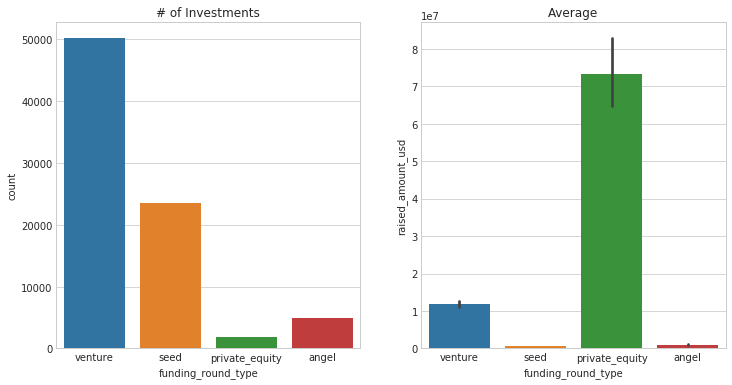 # of Investments
50000
40000
30000
20000
10000
0
count
venture seed private_equity angel
funding_round_type
Average
1e7
8
7
6
5
4
3
2
1
0
raised_amount_usd
venture seed private_equity angel
funding_round_type